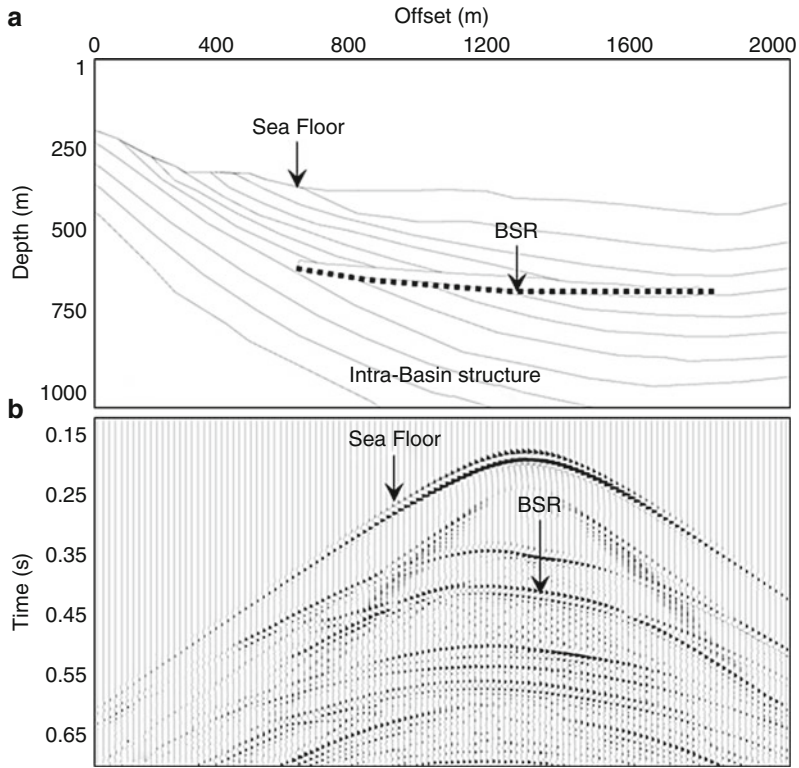 a
Offset (m)
0 400 800 1200 1600 2000
1
250
500
750
1000
Depth (m)
Sea Floor
BSR
Intra-Basin structure
b
0.15
0.25
0.35
0.45
0.55
0.65
Time (s)
Sea Floor
BSR